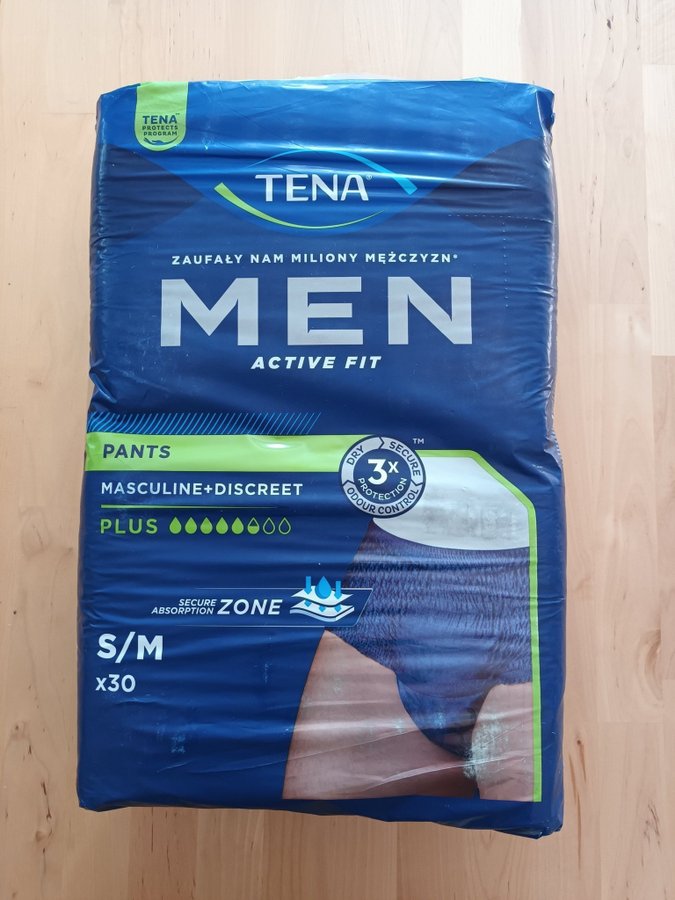 TENA
PROTECTS
PROGRAM
TENA®
ZAUFAŁY NAM MILIONY MĘŻCZYZN*
MEN
ACTIVE FIT
PANTS
MASCULINE+DISCREET
PLUS
DRY SECURE ODOUR CONTROL
3X
PROTECTION
™
SECURE
ABSORPTION ZONE
S/M
x30